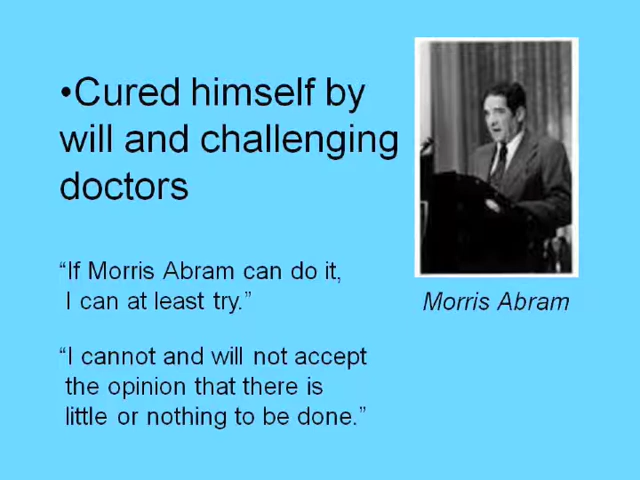 •Cured himself by
will and challenging
doctors
“If Morris Abram can do it,
I can at least try.”
“I cannot and will not accept
the opinion that there is
little or nothing to be done.”
Morris Abram